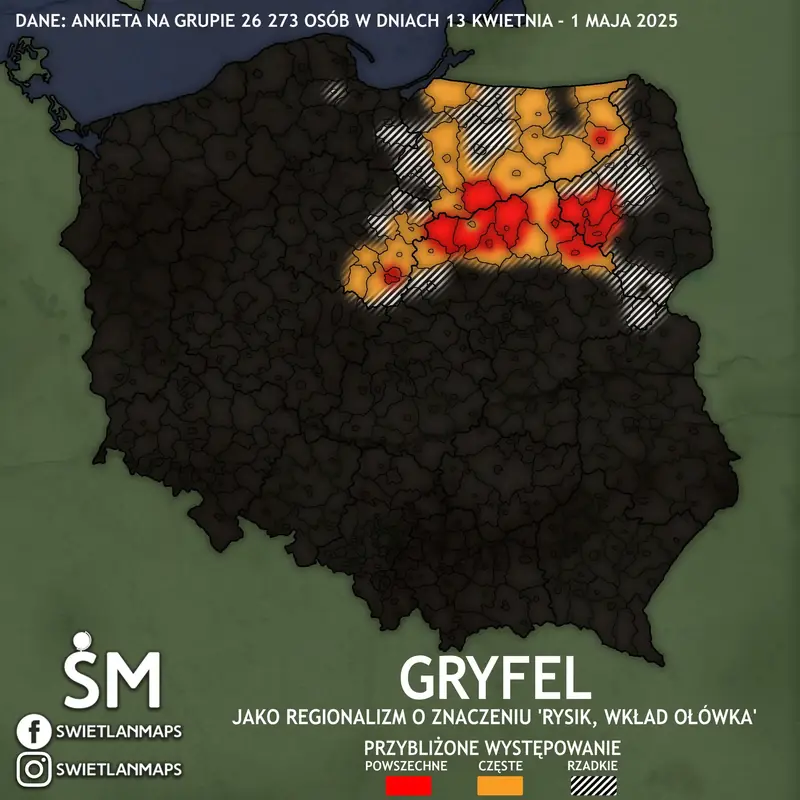 DANE: ANKIETA NA GRUPIE 26 273 OSÓB W DNIACH 13 KWIETNIA - 1 MAJA 2025
ŚM
SWIETLANMAPS
SWIETLANMAPS
GRYFEL
JAKO REGIONALIZM O ZNACZENIU 'RYSIK, WKŁAD OŁÓWKA'
PRZYBLIŻONE WYSTĘPOWANIE
POWSZECHNE CZĘSTE RZADKIE